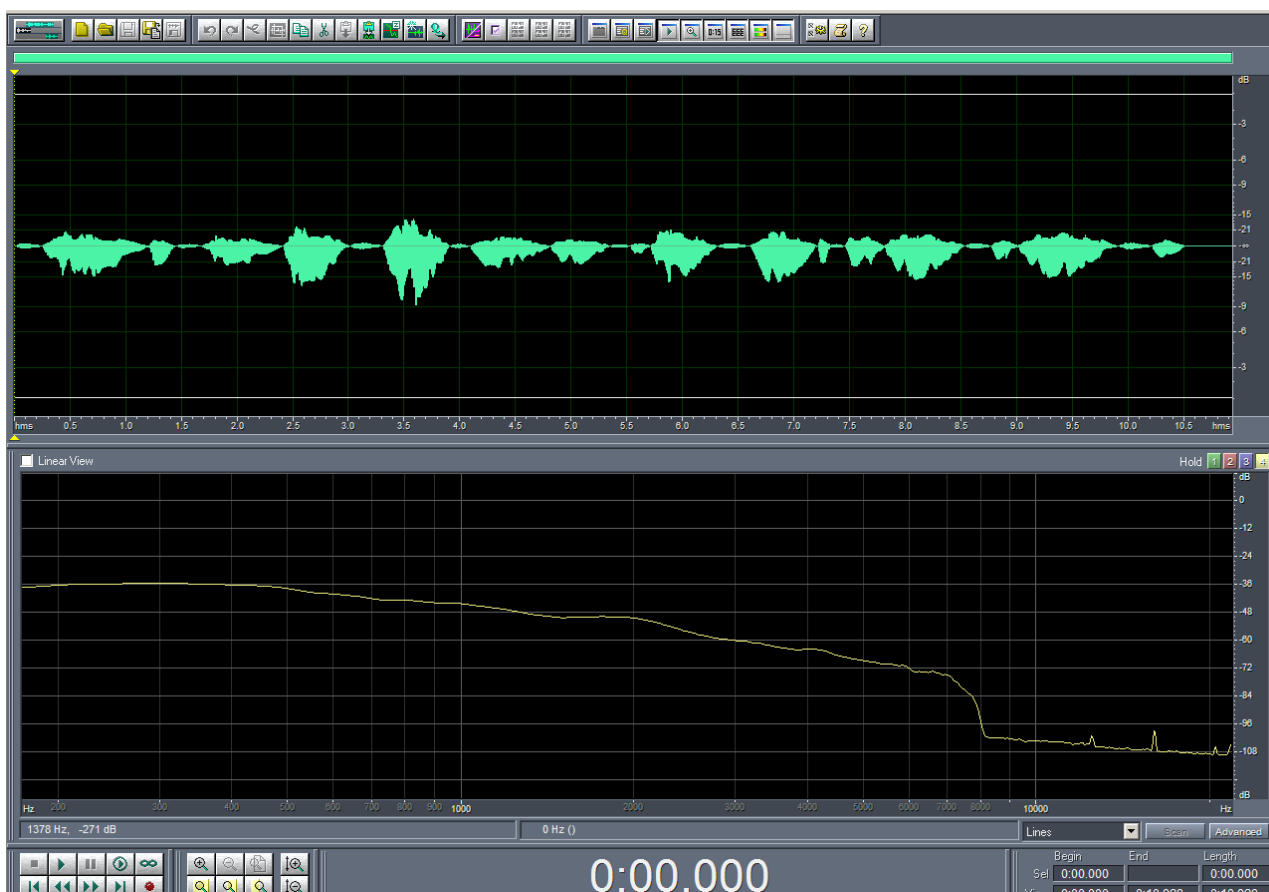 0:15
dB
-3
-6
-9
-15
-21
-∞
-21
-15
-9
-6
-3
hms 0.5 1.0 1.5 2.0 2.5 3.0 3.5 4.0 4.5 5.0 5.5 6.0 6.5 7.0 7.5 8.0 8.5 9.0 9.5 10.0 10.5 hms
Linear View Hold 1 2 3 4
dB
-0
-12
-24
-36
-48
-60
-72
-84
-96
-108
dB
Hz 200 300 400 500 600 700 800 900 1000 2000 3000 4000 5000 6000 7000 8000 10000 Hz
1378 Hz, -271 dB 0 Hz () Lines Scan Advanced
0:00.000
Begin End Length
Sel 0:00.000 0:00.000